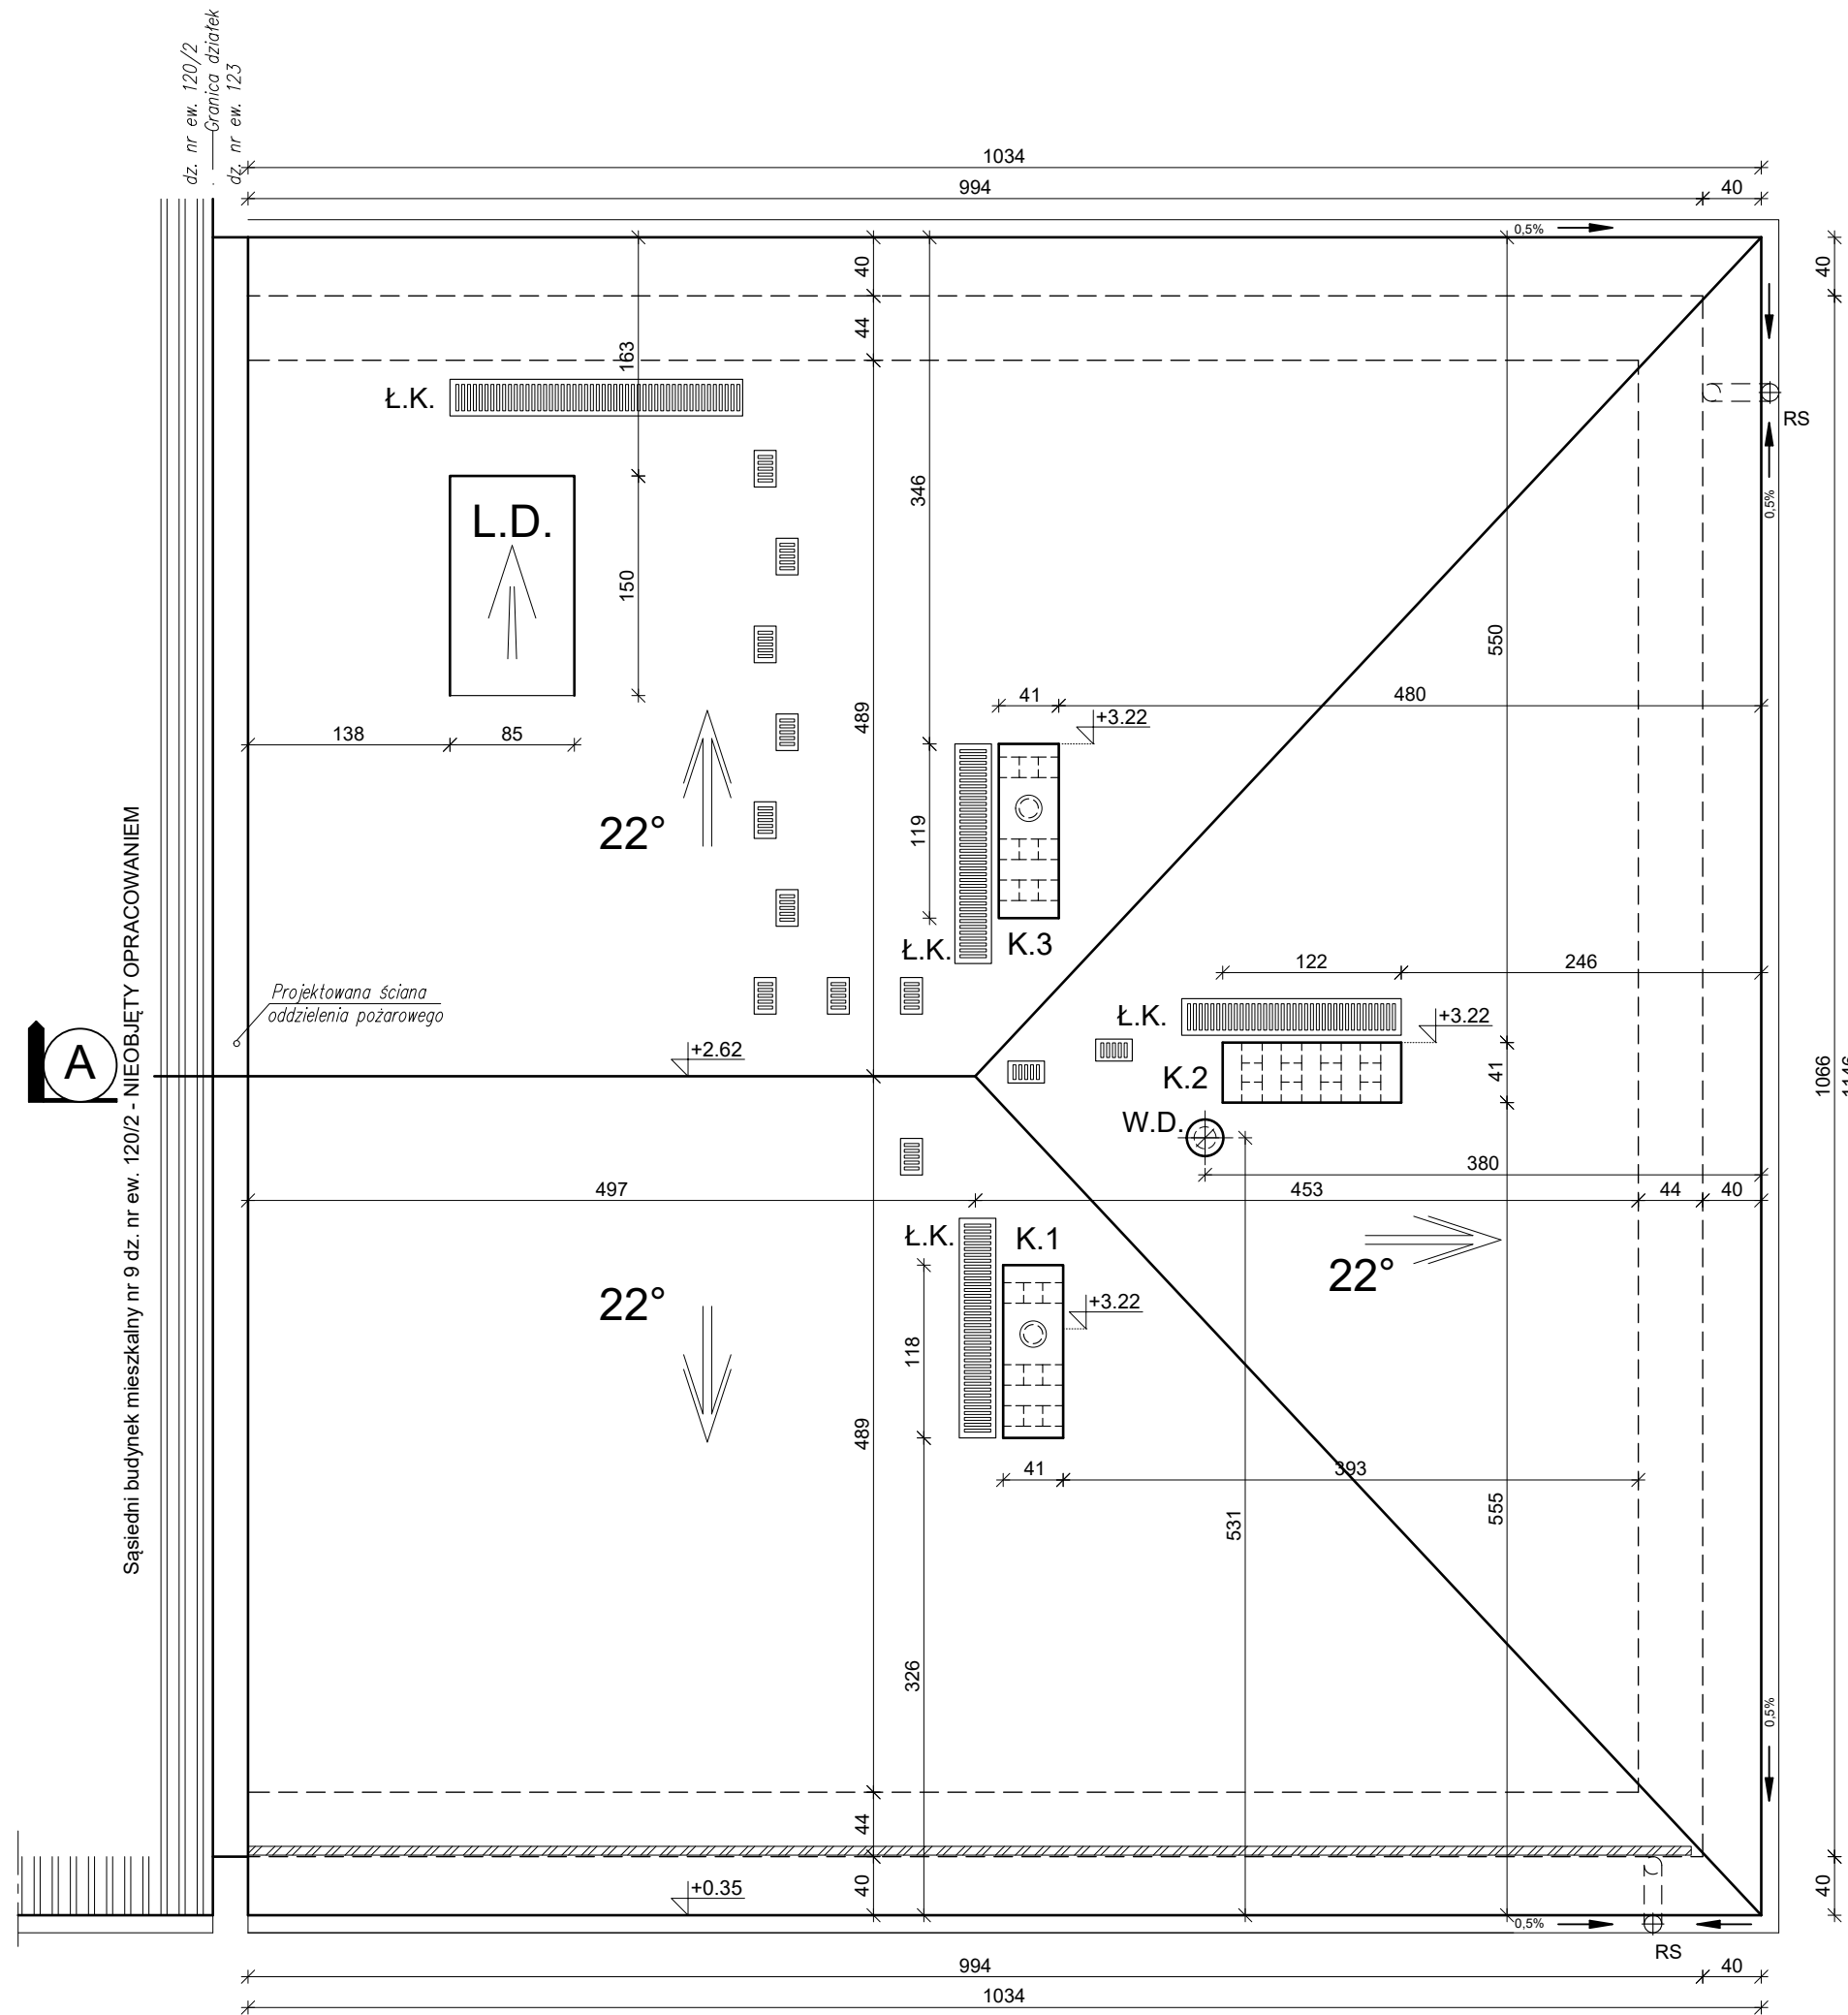 dz. nr ew. 120/2
Granica działek
dz. nr ew. 123
1034
994
40
0,5%
40
40
44
163
Ł.K.
346
RS
L.D.
0,5%
150
550
41
480
138
85
489
+3.22
22°
119
Ł.K.
K.3
122
246
Projektowana ściana
oddzielenia pożarowego
Ł.K.
+3.22
A
+2.62
K.2
41
1066
1146
W.D.
380
497
453
44
40
Ł.K.
K.1
22°
22°
+3.22
118
489
41
393
531
555
326
0,5%
44
+0.35
40
40
0,5%
RS
994
40
1034
Sąsiedni budynek mieszkalny nr 9 dz. nr ew. 120/2 - NIEOBJĘTY OPRACOWANIEM